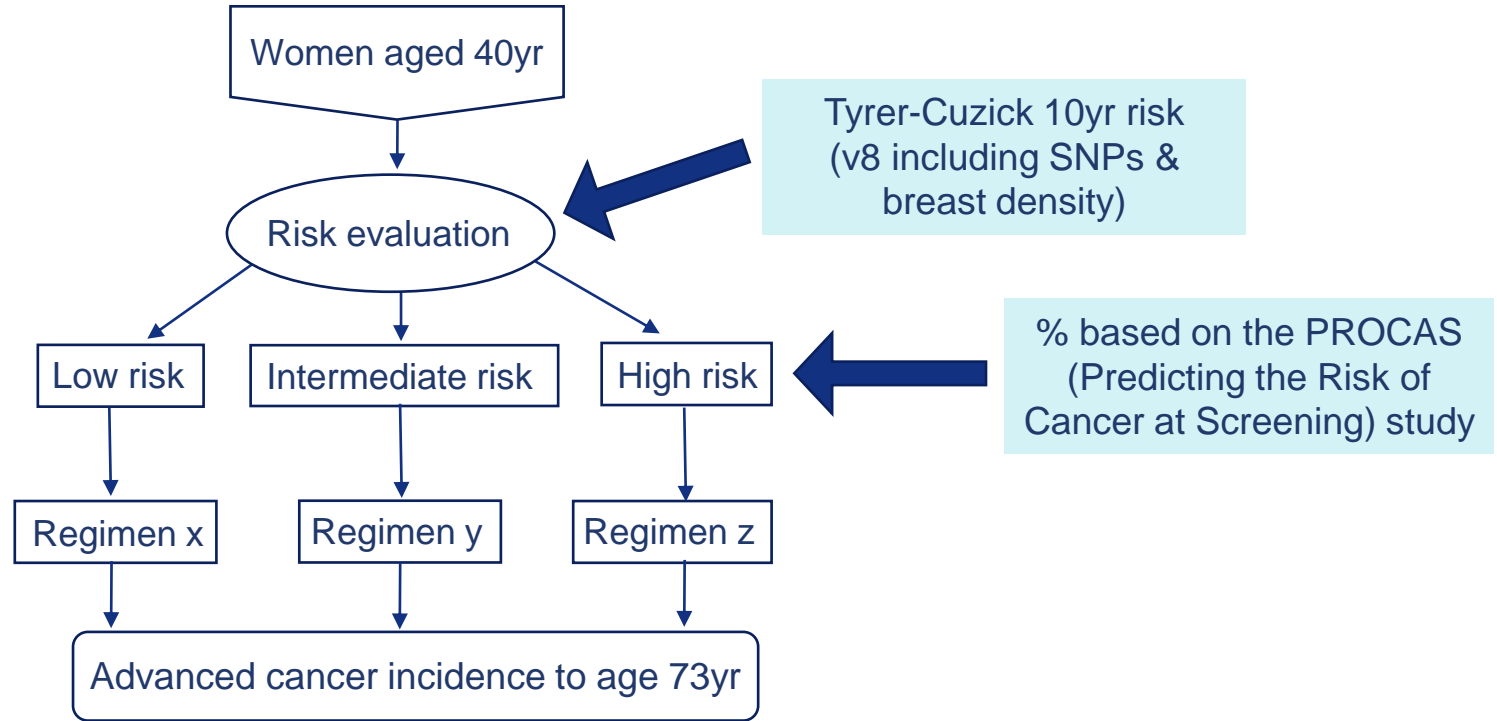 Women aged 40yr
Tyrer-Cuzick 10yr risk
(v8 including SNPs &
breast density)
Risk evaluation
% based on the PROCAS
(Predicting the Risk of
Cancer at Screening) study
Low risk
Intermediate risk
High risk
Regimen x
Regimen y
Regimen z
Advanced cancer incidence to age 73yr